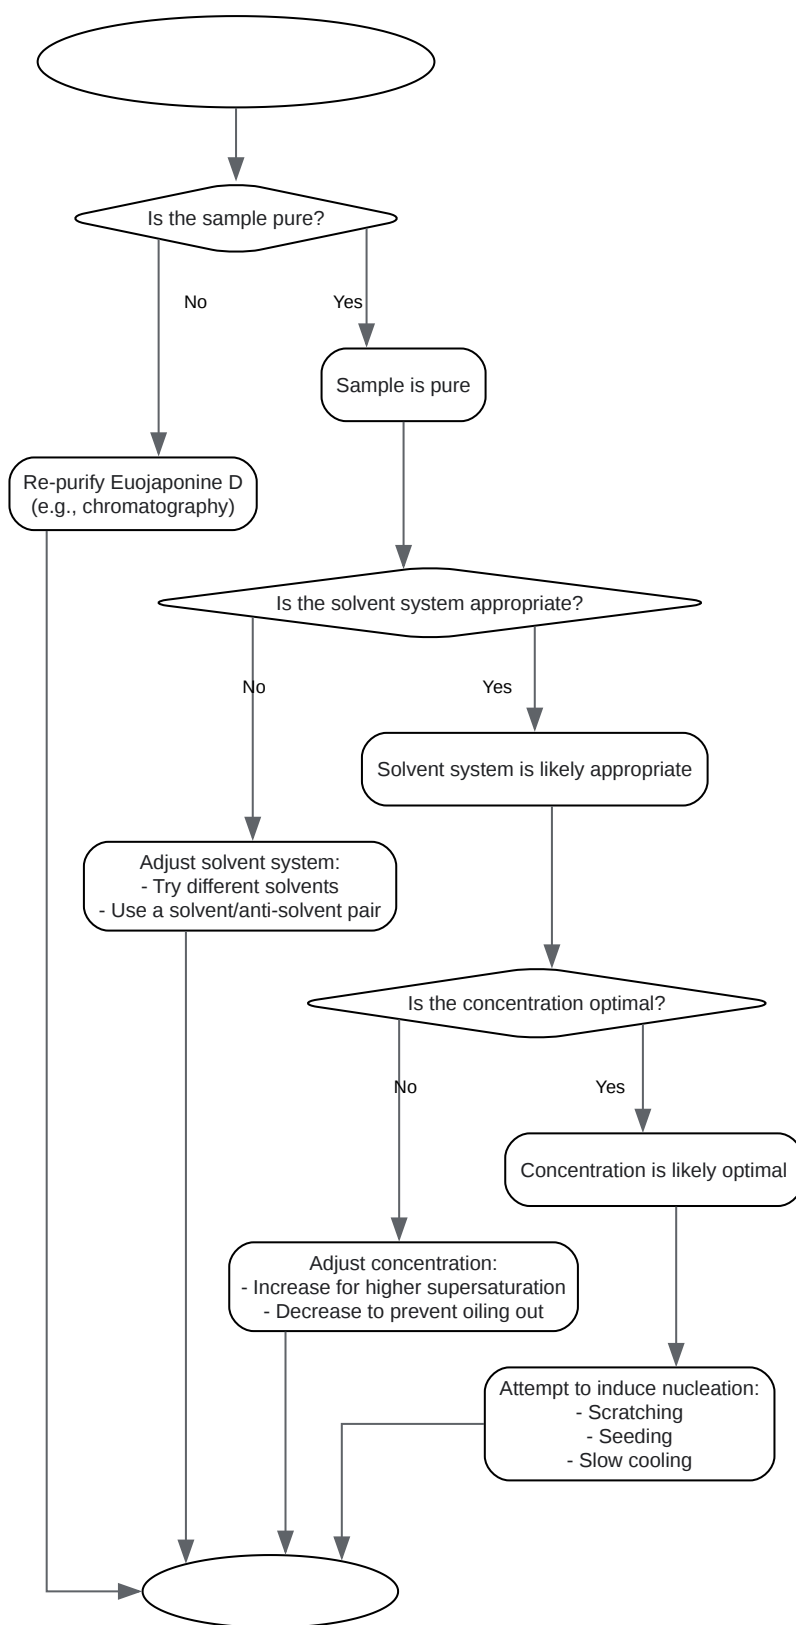 Is the sample pure?
No
Yes
Sample is pure
Re-purify Euojaponine D
(e.g., chromatography)
Is the solvent system appropriate?
No
Yes
Solvent system is likely appropriate
Adjust solvent system:
- Try different solvents
- Use a solvent/anti-solvent pair
Is the concentration optimal?
No
Yes
Concentration is likely optimal
Adjust concentration:
- Increase for higher supersaturation
- Decrease to prevent oiling out
Attempt to induce nucleation:
- Scratching
- Seeding
- Slow cooling